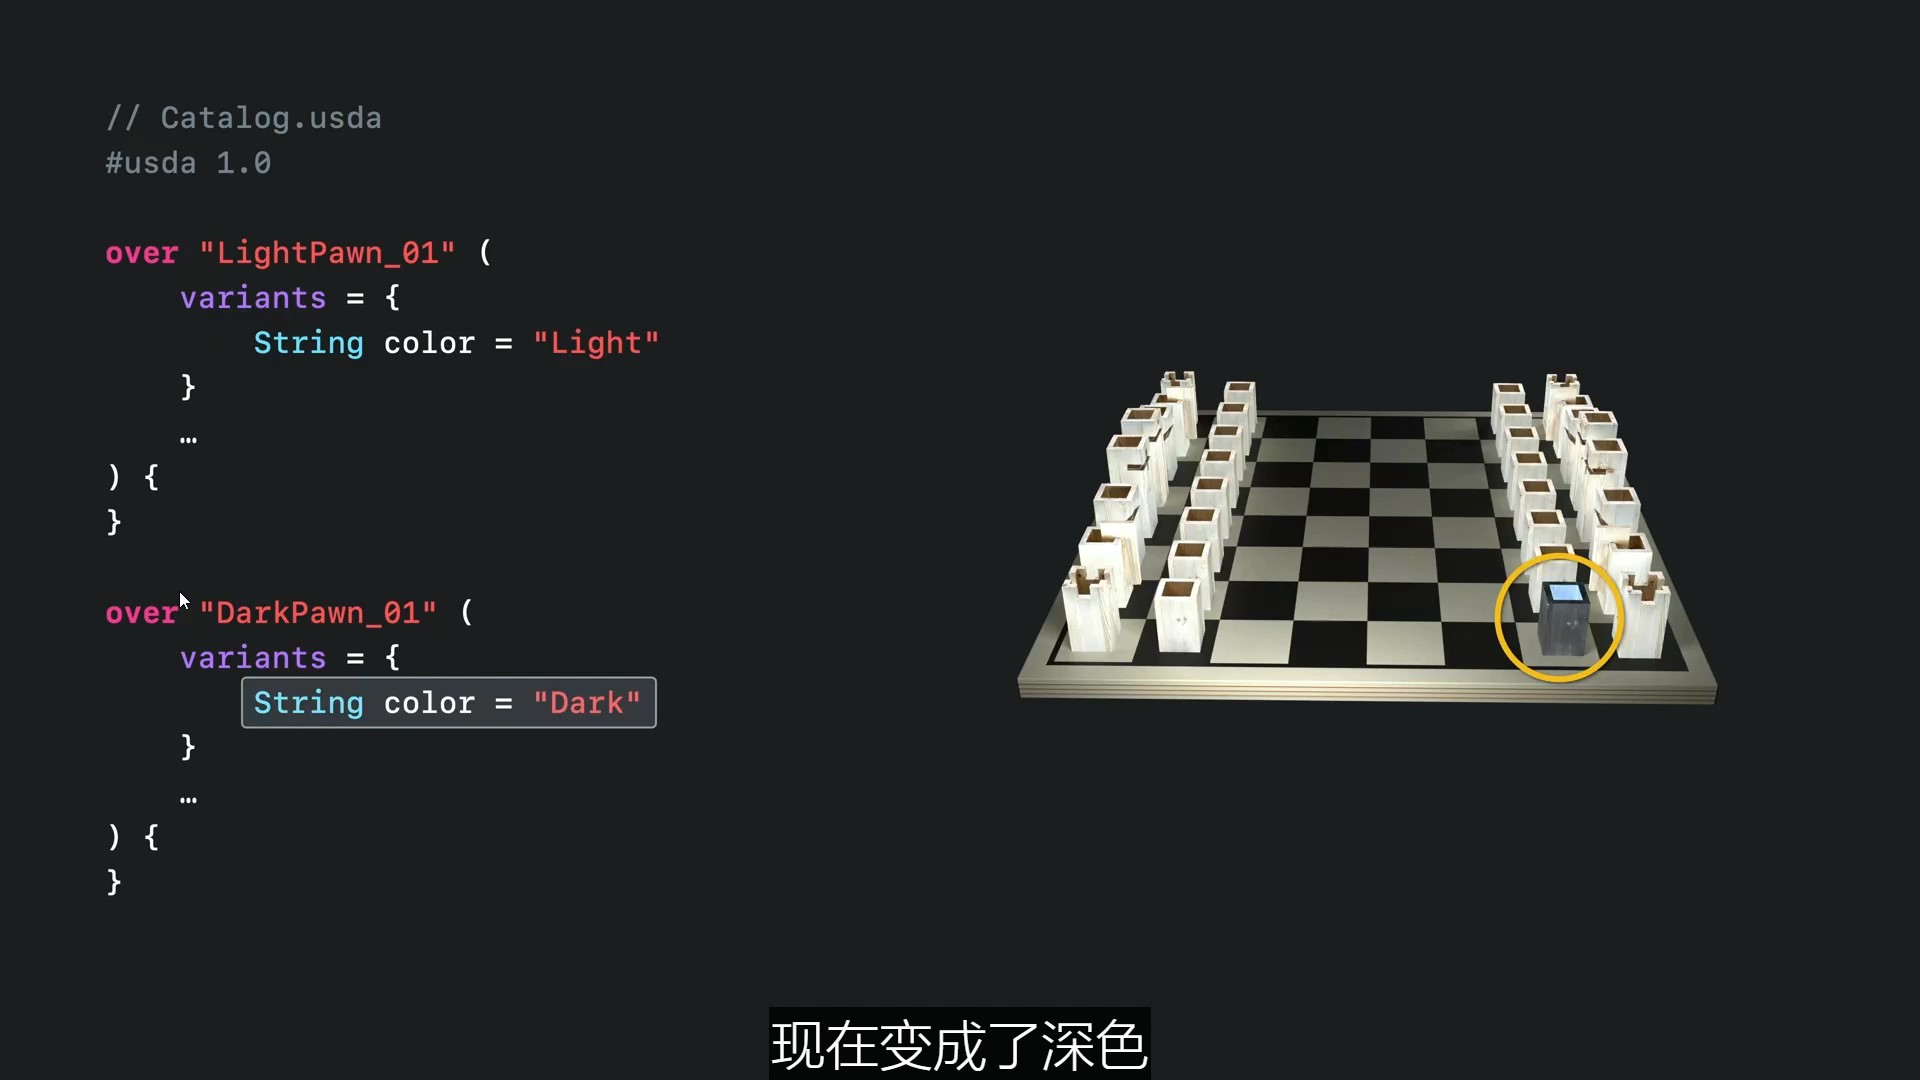 // Catalog.usda
#usda 1.0
over "LightPawn_01" (
variants = {
String color = "Light"
}
…
) {
}
over "DarkPawn_01" (
variants = {
String color = "Dark"
}
…
) {
}
现在变成了深色